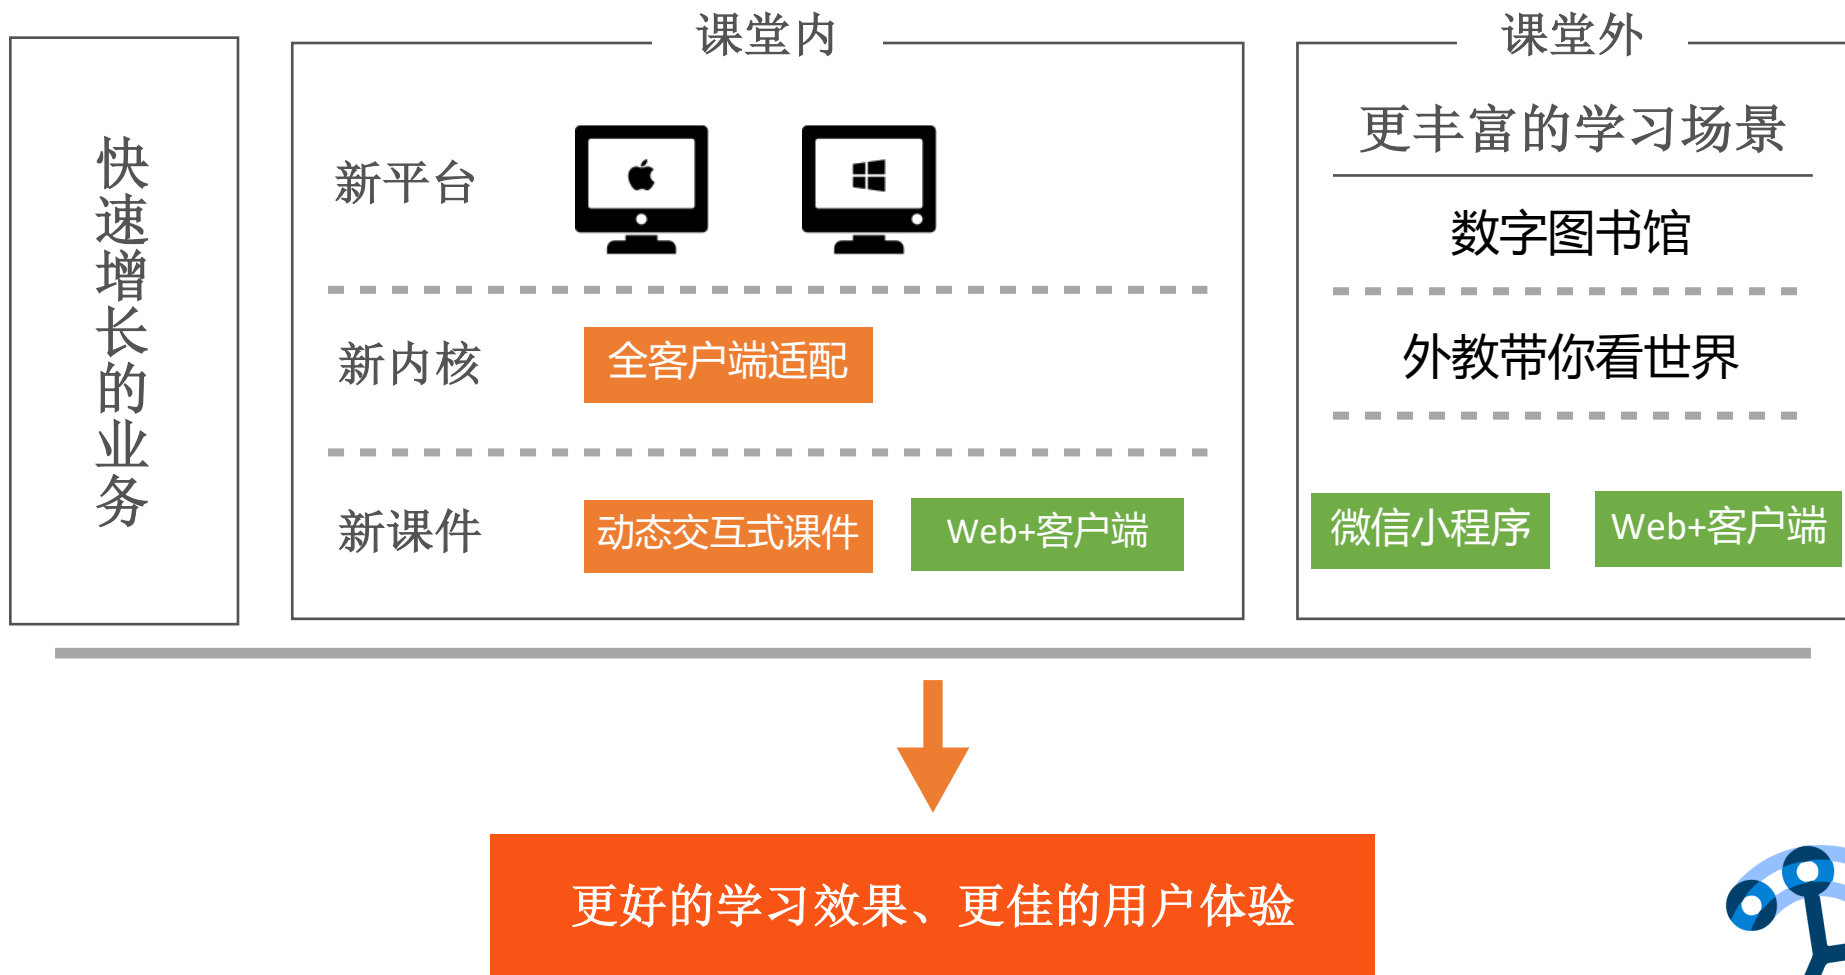 快速增长的业务
课堂内
新平台
新内核
全客户端适配
新课件
动态交互式课件
Web+客户端
课堂外
更丰富的学习场景
数字图书馆
外教带你看世界
微信小程序
Web+客户端
更好的学习效果、更佳的用户体验